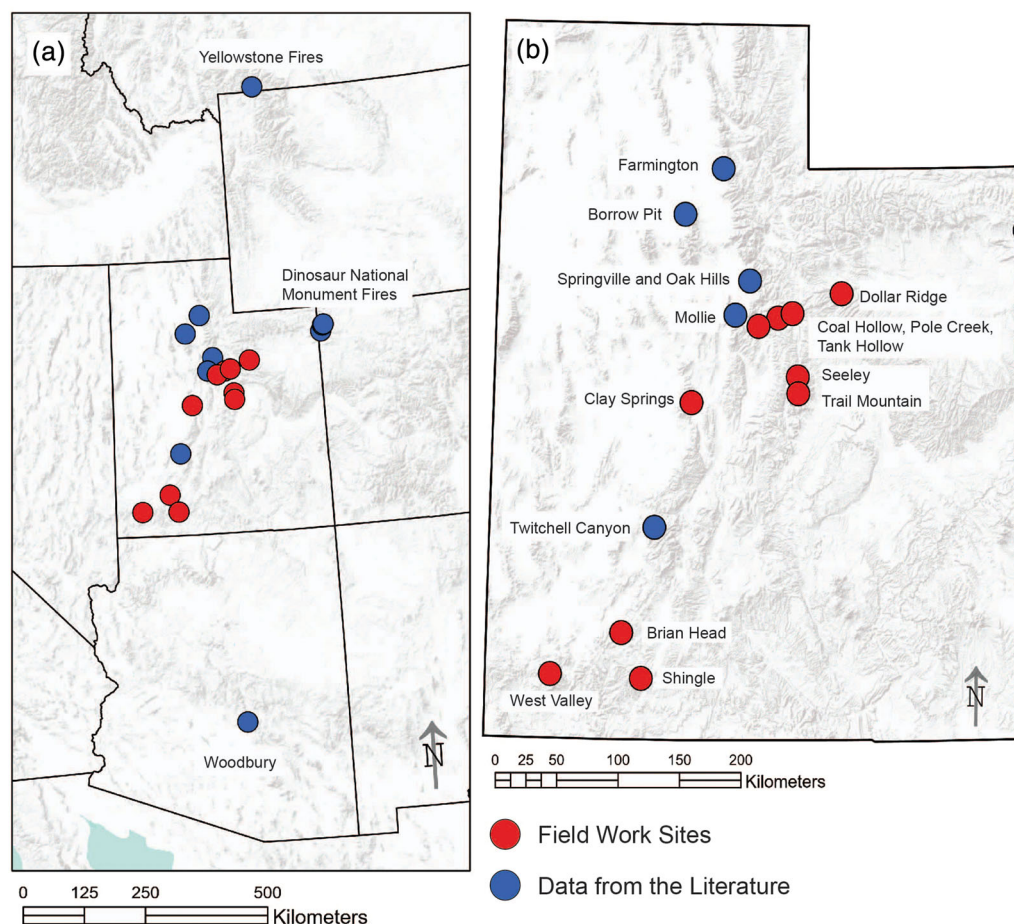 (a)
Yellowstone Fires
Dinosaur National
Monument Fires
Woodbury
N
0 125 250 500
Kilometers
(b)
Farmington
Borrow Pit
Springville and Oak Hills
Mollie
Dollar Ridge
Coal Hollow, Pole Creek,
Tank Hollow
Seeley
Trail Mountain
Clay Springs
Twitchell Canyon
Brian Head
West Valley
Shingle
N
0 25 50 100 150 200
Kilometers
Field Work Sites
Data from the Literature